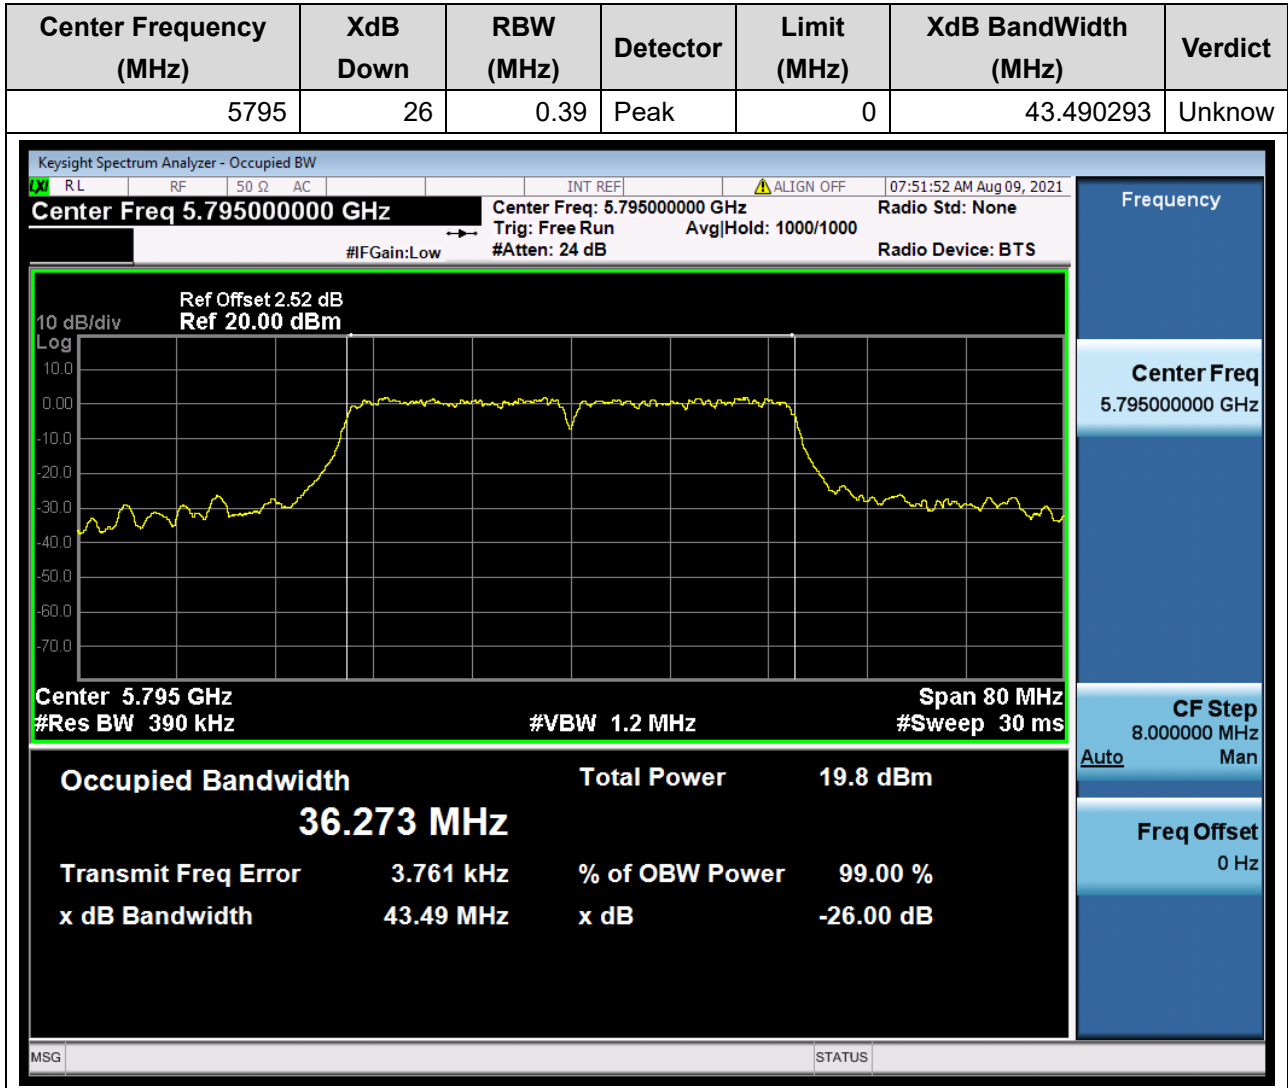 Center Frequency (MHz) XdB Down RBW (MHz) Detector Limit (MHz) XdB BandWidth (MHz) Verdict
5795 26 0.39 Peak 0 43.490293 Unknow
Keysight Spectrum Analyzer - Occupied BW
LXI RL RF 50 Ω AC INT REF ALIGN OFF 07:51:52 AM Aug 09, 2021
Center Freq 5.795000000 GHz
Center Freq: 5.795000000 GHz
Radio Std: None
Trig: Free Run Avg|Hold: 1000/1000
#IFGain:Low #Atten: 24 dB
Radio Device: BTS
Ref Offset 2.52 dB
10 dB/div Ref 20.00 dBm
Log
10.0
0.00
-10.0
-20.0
-30.0
-40.0
-50.0
-60.0
-70.0
Center 5.795 GHz Span 80 MHz
#Res BW 390 kHz #VBW 1.2 MHz #Sweep 30 ms
Occupied Bandwidth Total Power 19.8 dBm
36.273 MHz
Transmit Freq Error 3.761 kHz % of OBW Power 99.00 %
x dB Bandwidth 43.49 MHz x dB -26.00 dB
Frequency
Center Freq
5.795000000 GHz
CF Step
8.000000 MHz
Auto Man
Freq Offset
0 Hz
MSG STATUS